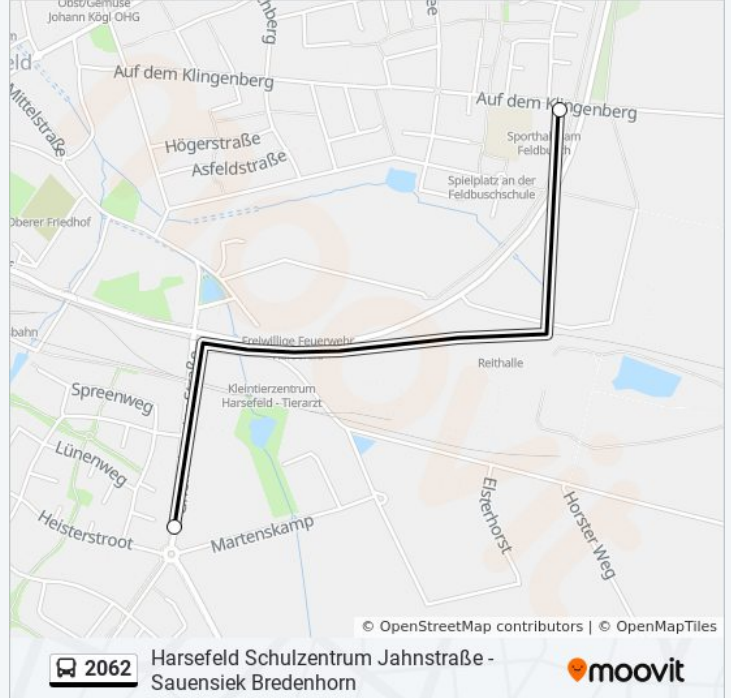 Obst/Gemüse
Johann Kögl OHG
Auf dem Klingenberg
Mittelstraße
Auf dem Klingenberg
Högerstraße
Asfeldstraße
Sporthalle am
Spielplatz an der
Feldbuschschule
Oberer Friedhof
Freiwillige Feuerwehr
Reithalle
Kleintierzentrum
Harsefeld - Tierarzt
Spreenweg
Lünenweg
Heisterstroot
Martenskamp
Elsterhorst
Horster Weg
© OpenStreetMap contributors | © OpenMapTiles
2062
Harsefeld Schulzentrum Jahnstraße -
Sauensiek Bredenhorn
moovit